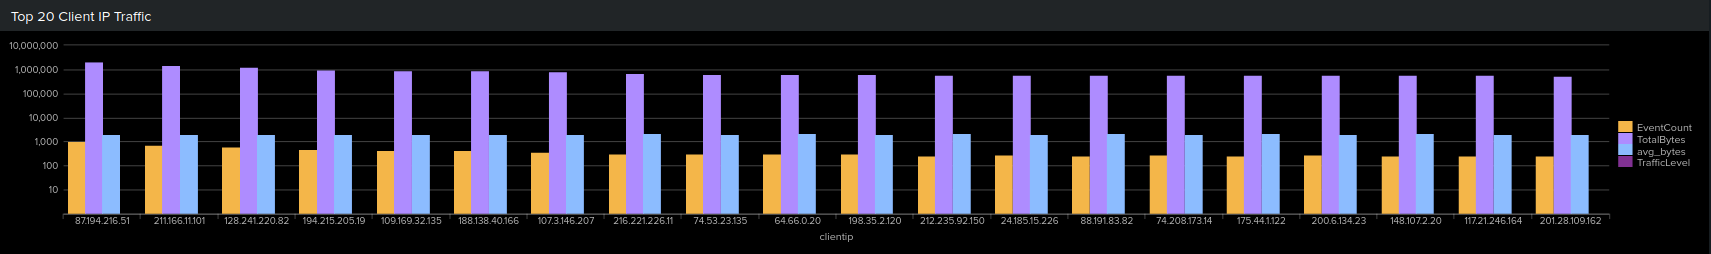 Top 20 Client IP Traffic
10,000,000
1,000,000
100,000
10,000
1,000
100
10
EventCount
TotalBytes
avg_bytes
TrafficLevel
87.194.216.51 211.166.11.101 128.241.220.82 194.215.205.19 109.169.32.135 188.138.40.166 107.3.146.207 216.221.226.11 74.53.23.135 64.66.0.20 198.35.2.120 212.235.92.150 24.185.15.226 88.191.83.82 74.208.173.14 175.44.1.122 200.6.134.23 148.107.2.20 117.21.246.164 201.28.109.162
clientip